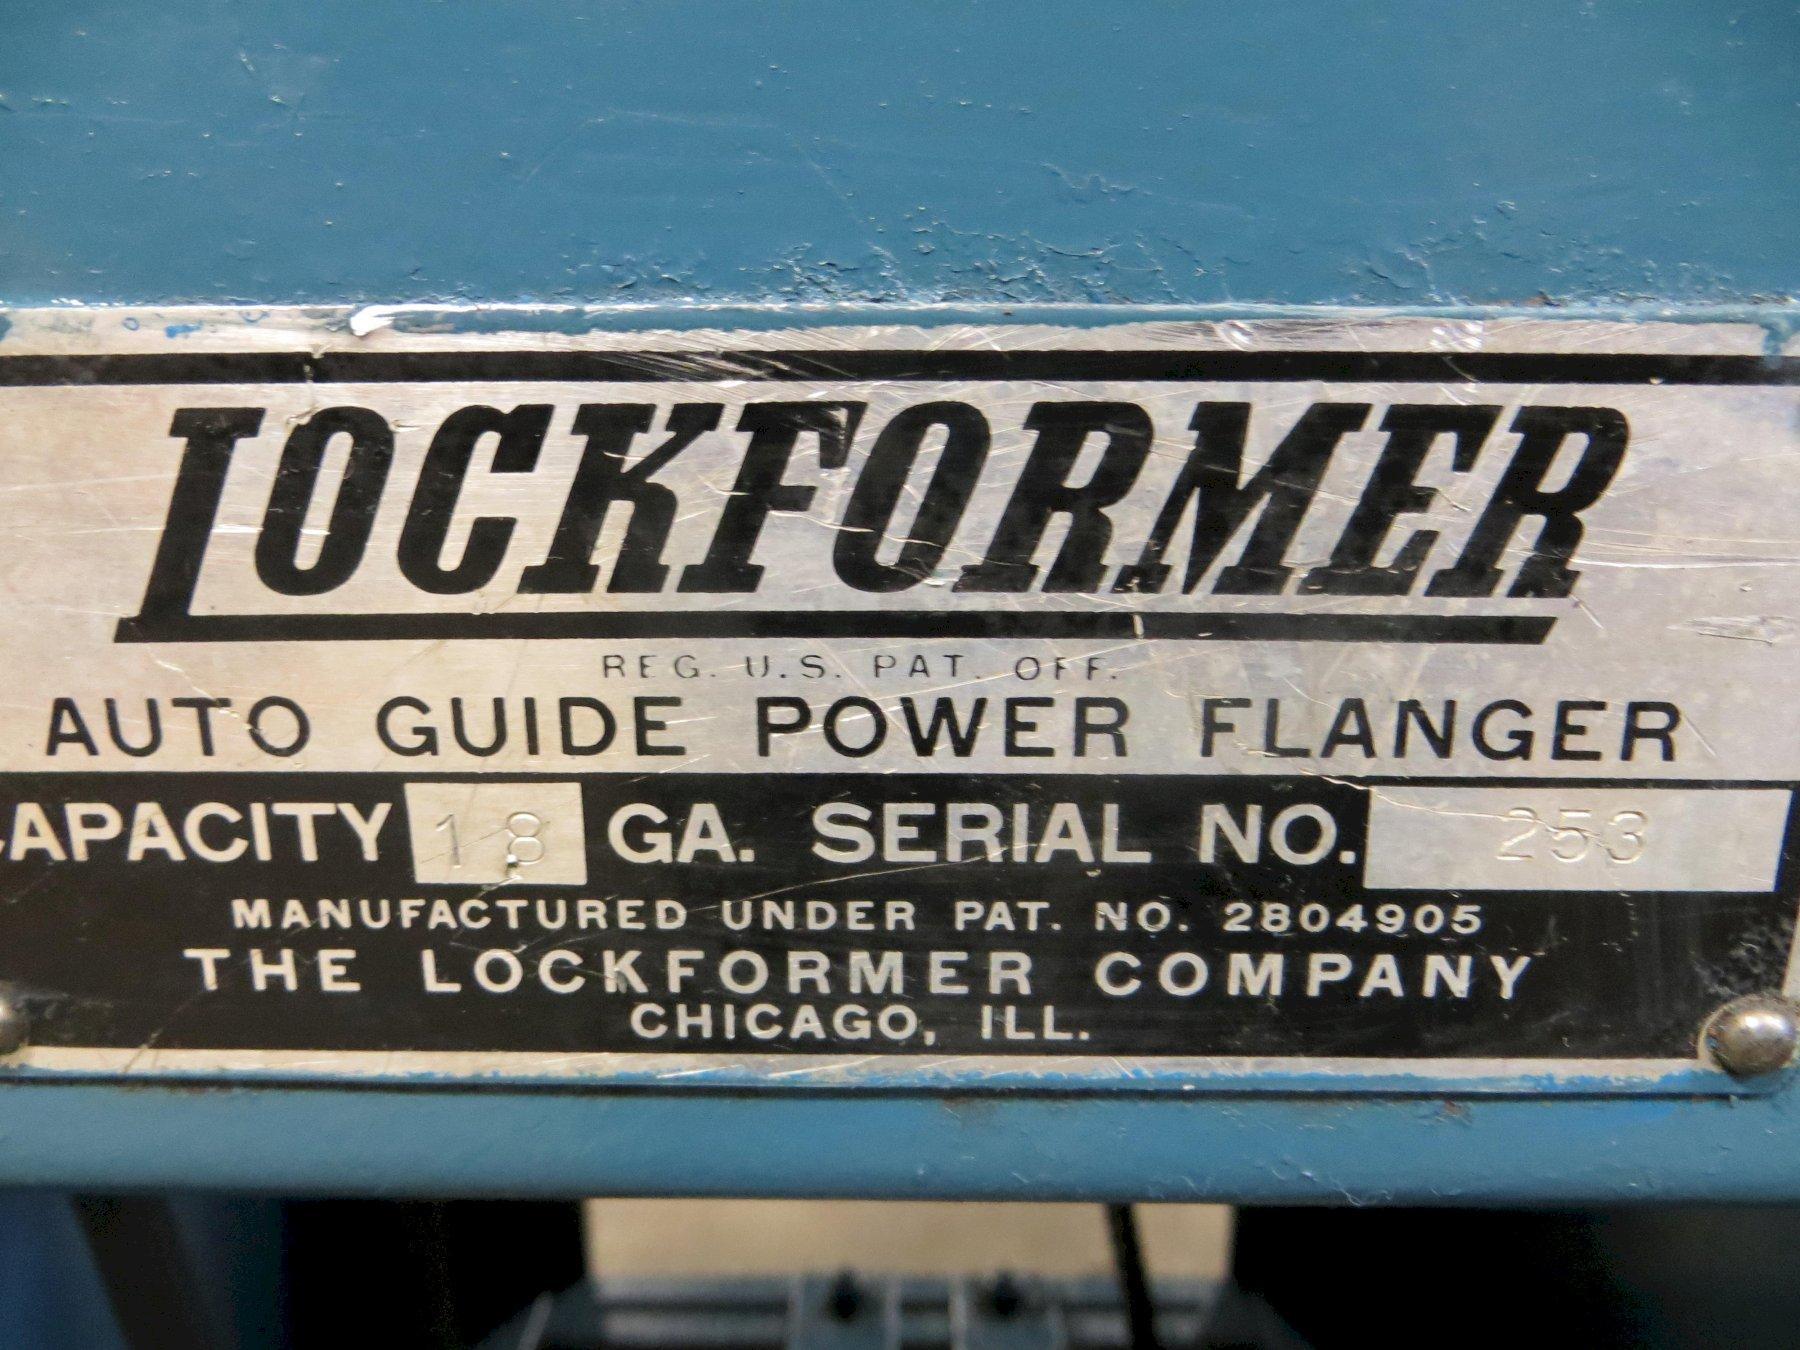 LOCKFORMER
REG. U.S. PAT. OFF.
AUTO GUIDE POWER FLANGER
CAPACITY 18 GA. SERIAL NO. 253
MANUFACTURED UNDER PAT. NO. 2804905
THE LOCKFORMER COMPANY
CHICAGO, ILL.